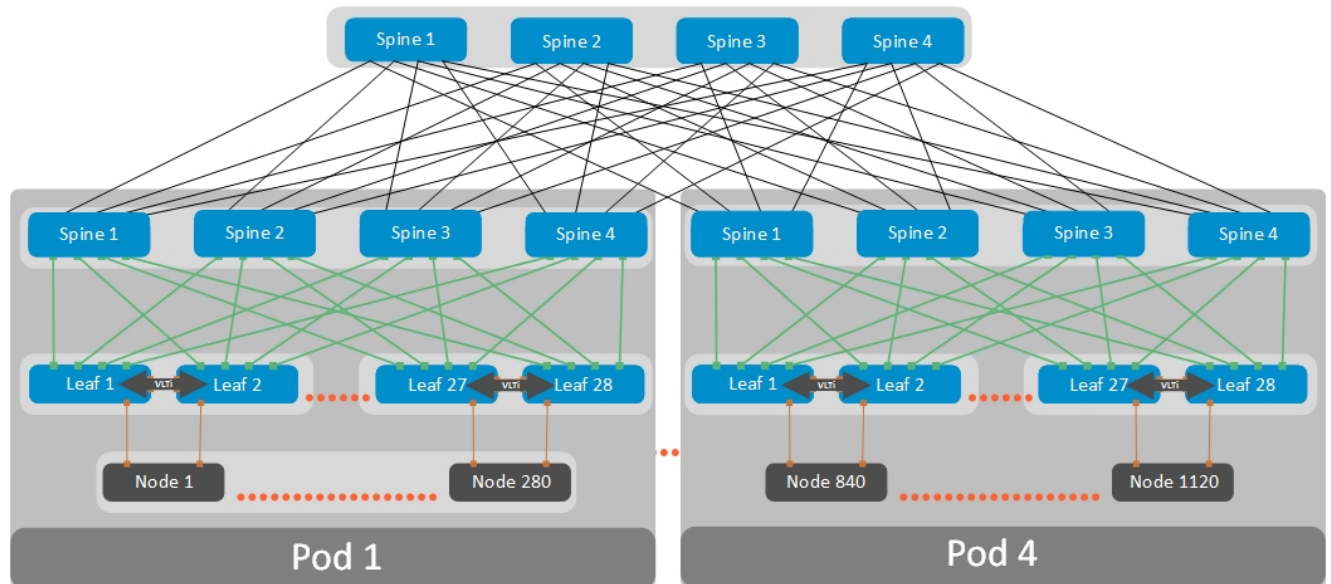 Spine 1 Spine 2 Spine 3 Spine 4
Spine 1 Spine 2 Spine 3 Spine 4 Spine 1 Spine 2 Spine 3 Spine 4
Leaf 1 VLTi Leaf 2 Leaf 27 VLTi Leaf 28 Leaf 1 VLTi Leaf 2 Leaf 27 VLTi Leaf 28
Node 1 Node 280 Node 840 Node 1120
Pod 1 Pod 4